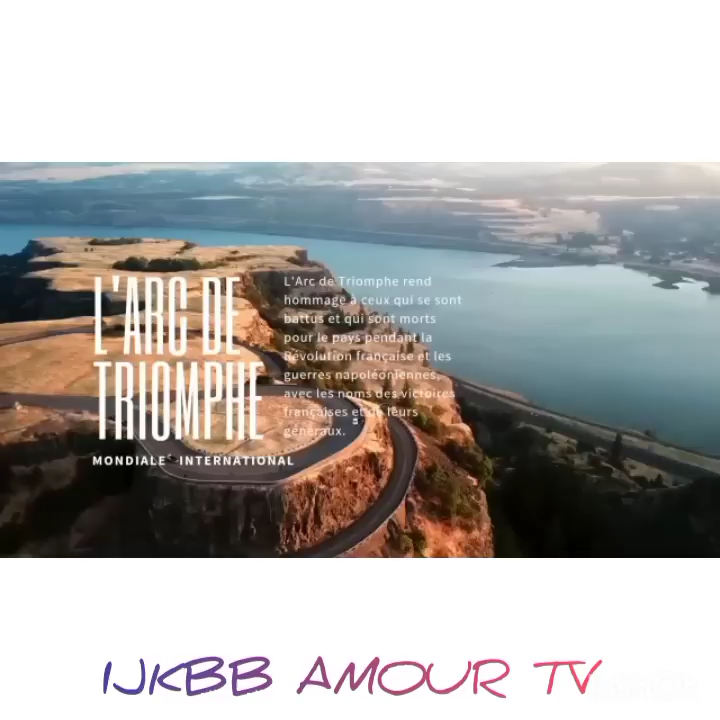 L'ARC DE
TRIOMPHE
MONDIALE INTERNATIONAL
L'Arc de Triomphe rend
hommage à ceux qui se sont
battus et qui sont morts
pour le pays pendant la
Révolution française et les
guerres napoléoniennes,
avec les noms des victoires
françaises et de leurs
généraux.
IJKBB AMOUR TV